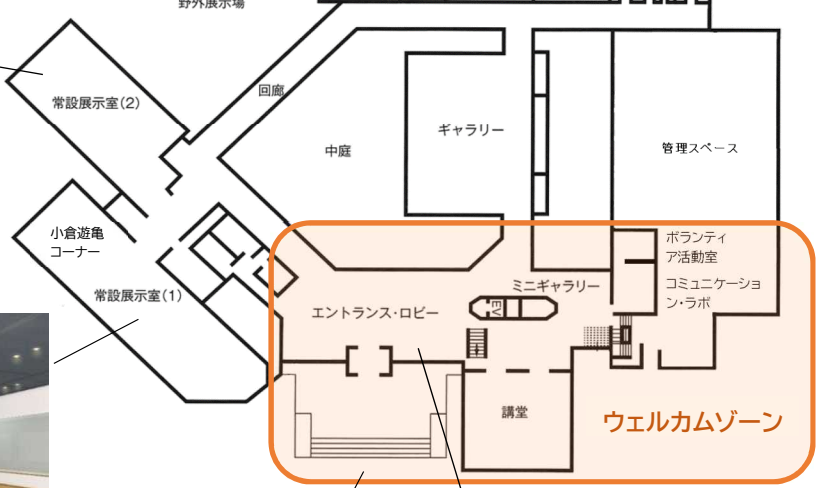 野外展示場
常設展示室(2)
回廊
中庭
ギャラリー
管理スペース
小倉遊亀
コーナー
常設展示室(1)
エントランス・ロビー
ミニギャラリー
EV
ボランティ
ア活動室
コミュニケーショ
ン・ラボ
講堂
ウェルカムゾーン